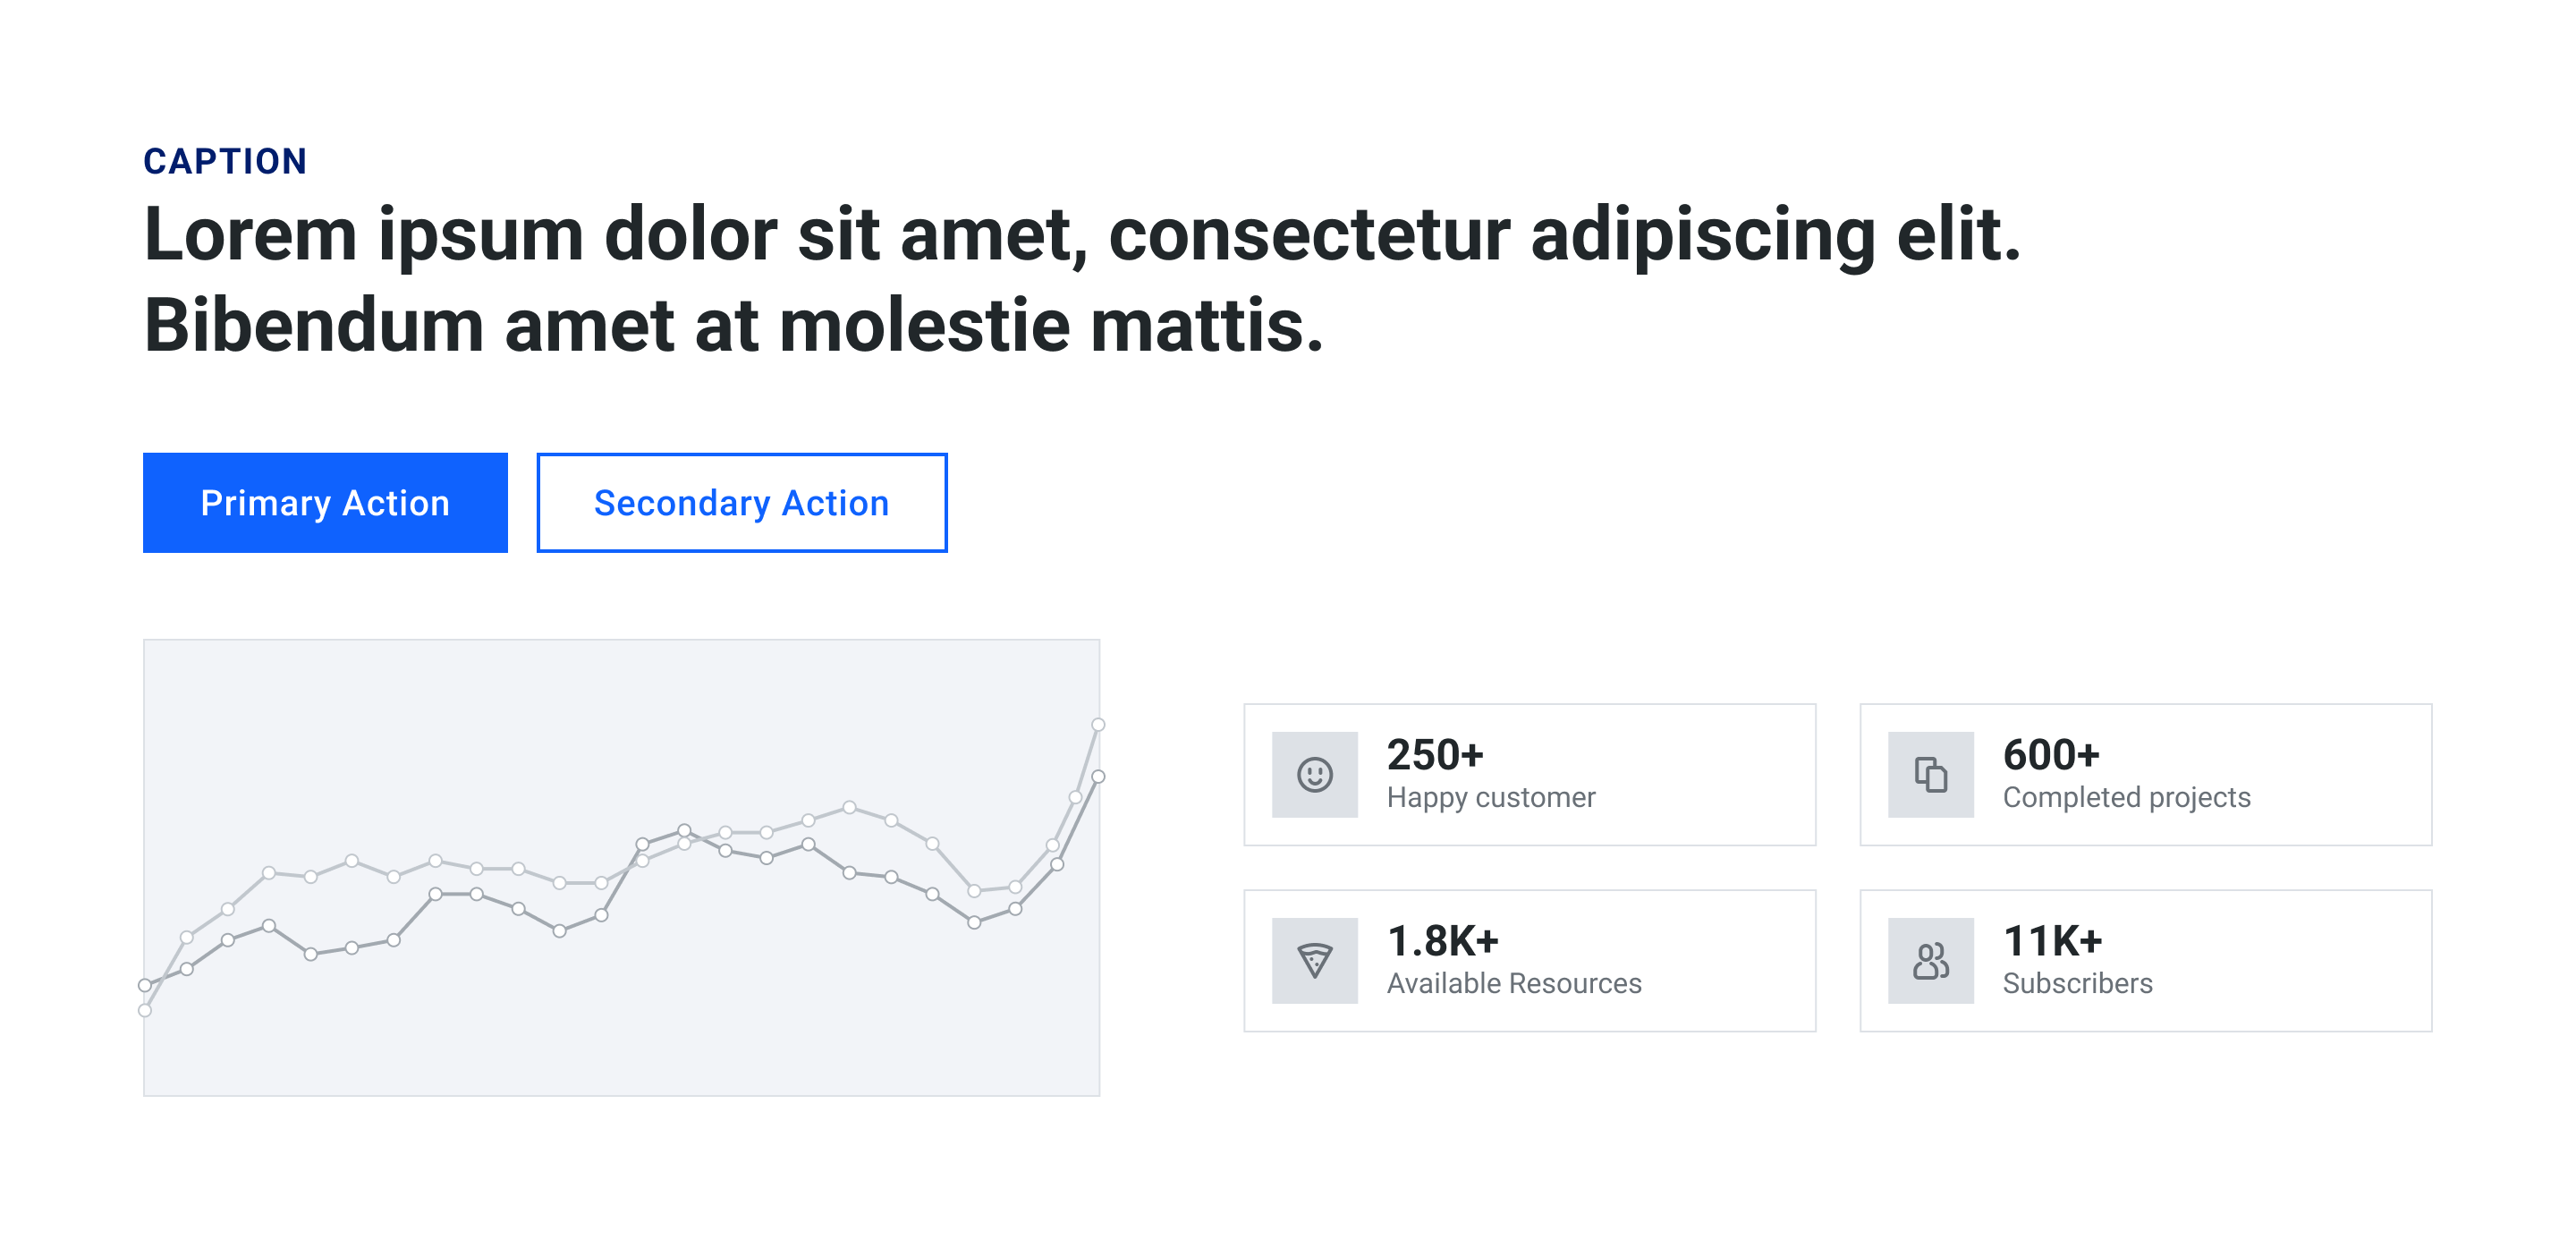 CAPTION
Lorem ipsum dolor sit amet, consectetur adipiscing elit.
Bibendum amet at molestie mattis.
Primary Action
Secondary Action
250+
Happy customer
600+
Completed projects
1.8K+
Available Resources
11K+
Subscribers